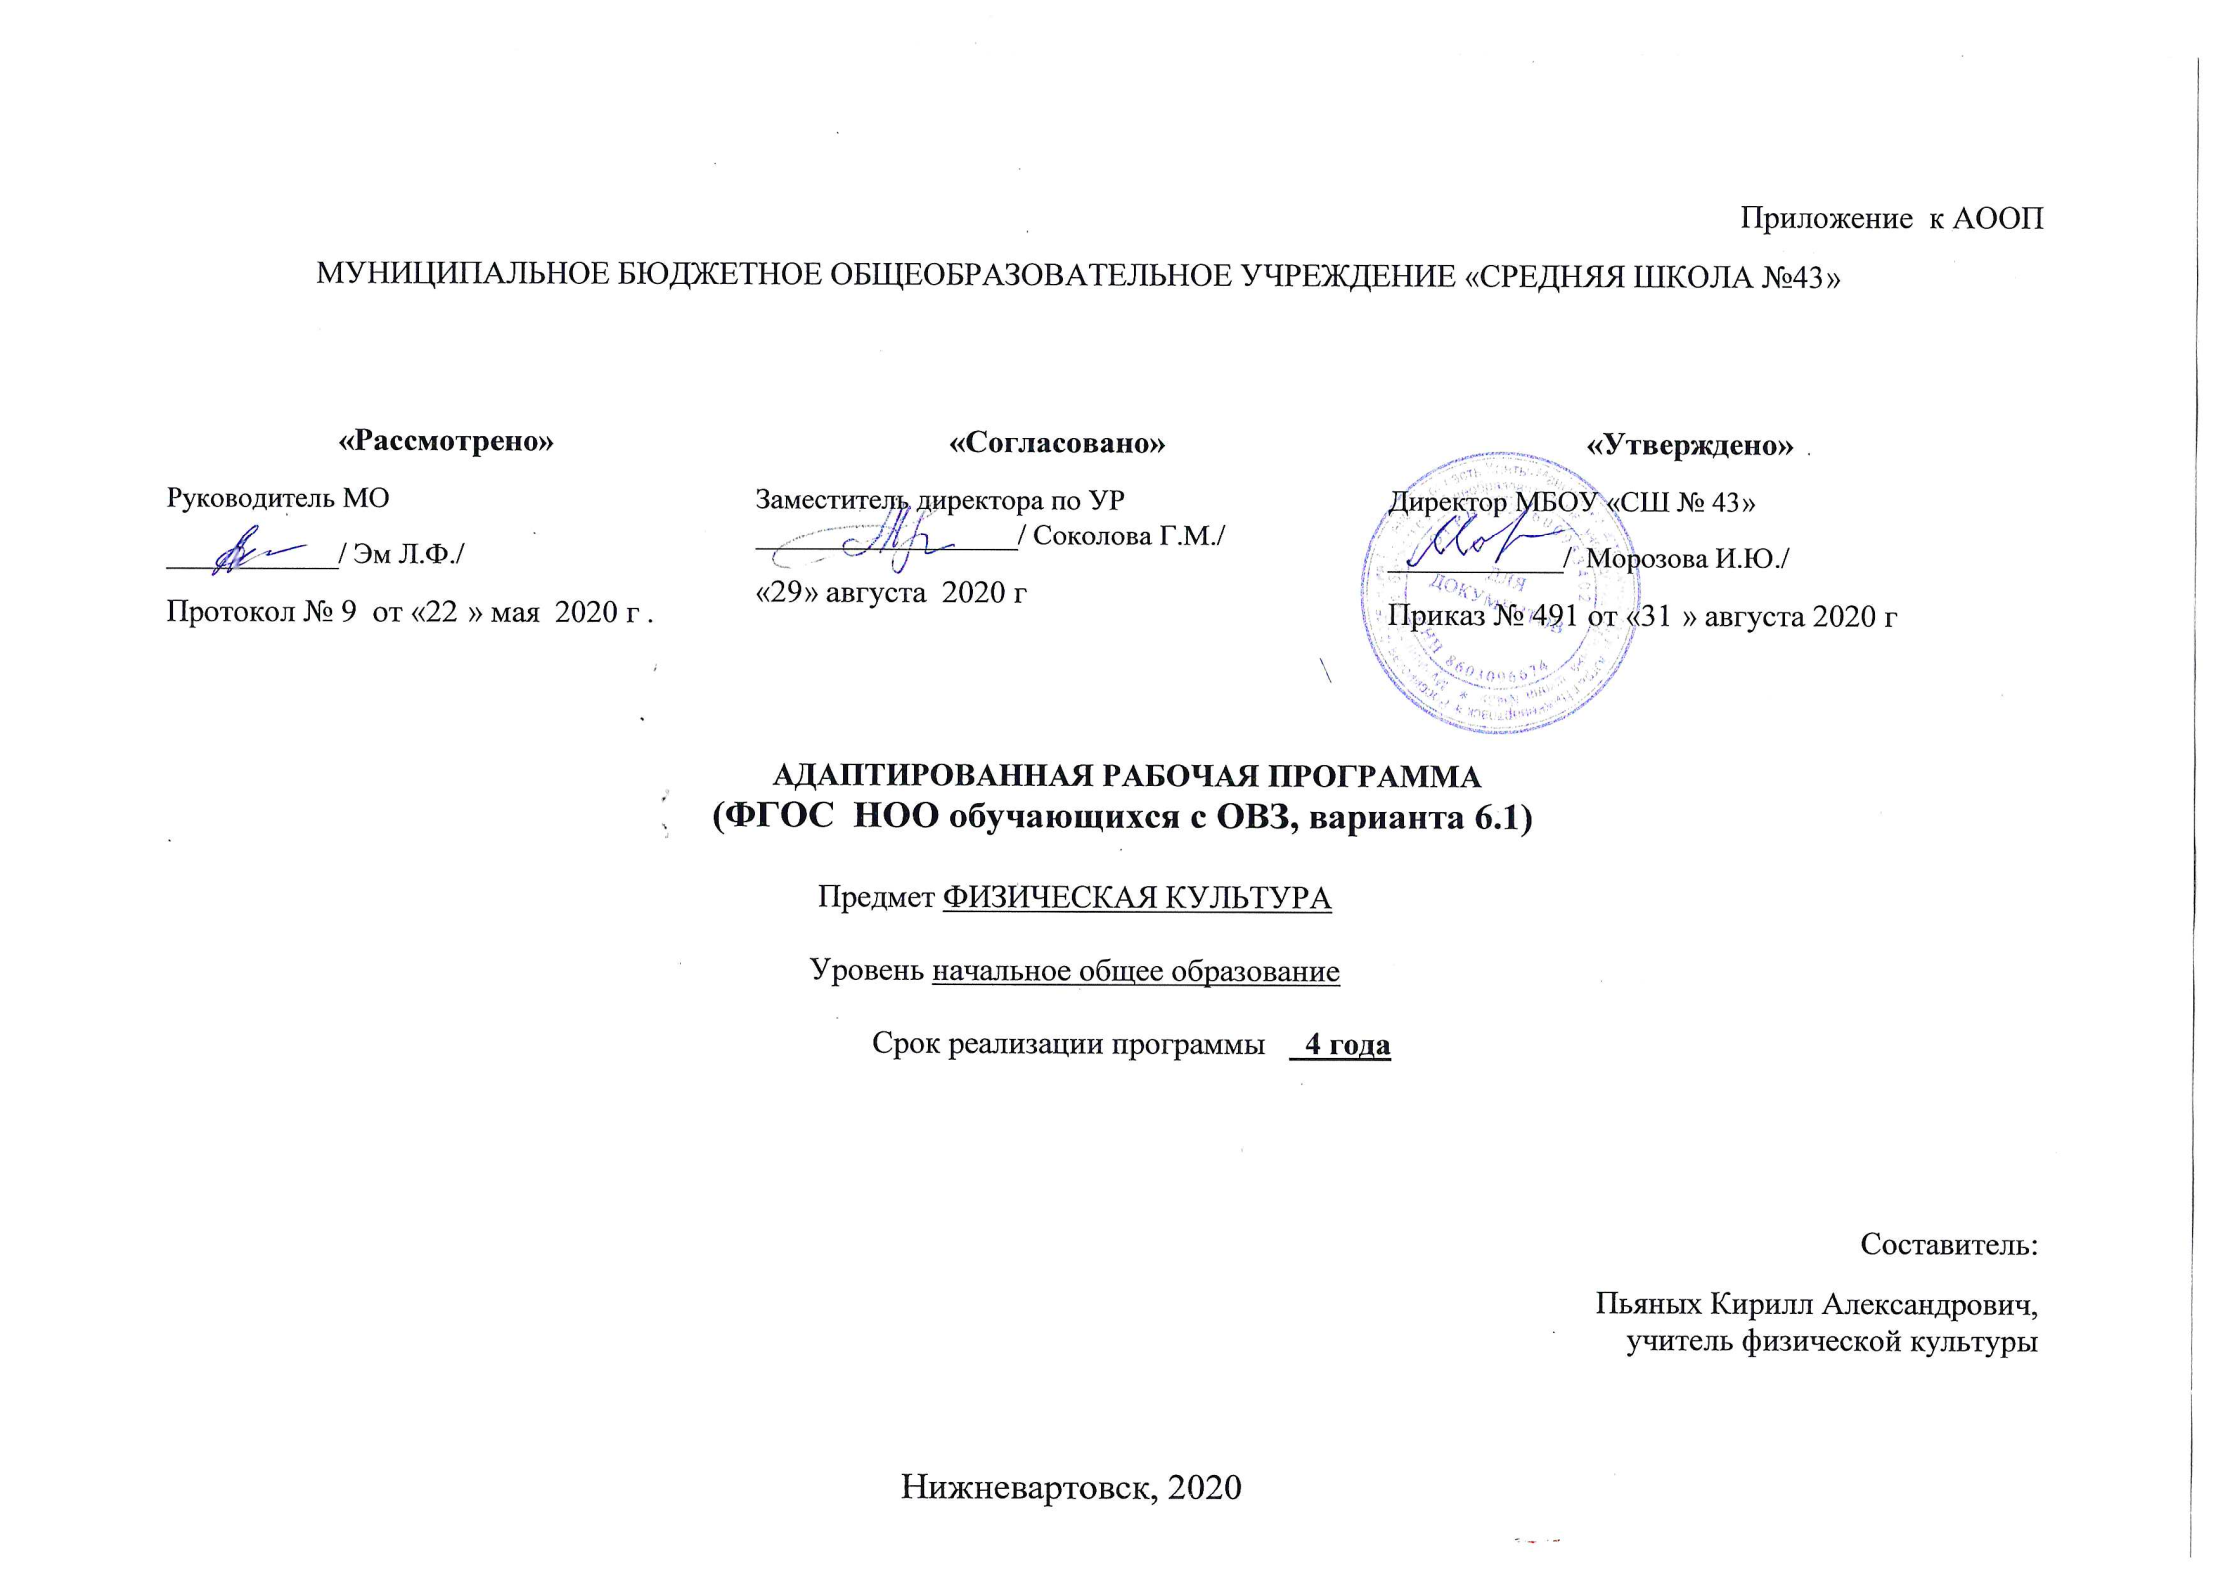 Приложение к АООП
МУНИЦИПАЛЬНОЕ БЮДЖЕТНОЕ ОБЩЕОБРАЗОВАТЕЛЬНОЕ УЧРЕЖДЕНИЕ «СРЕДНЯЯ ШКОЛА №43»
«Рассмотрено»
Руководитель МО
/ Эм Л.Ф./
Протокол № 9 от «22 » мая 2020 г .
«Согласовано»
Заместитель директора по УР
/ Соколова Г.М./
«29» августа 2020 г
«Утверждено»
Директор МБОУ «СШ № 43»
/ Морозова И.Ю./
Приказ № 491 от «31 » августа 2020 г
ДЛЯ
ДОКУМЕНТОВ
АДАПТИРОВАННАЯ РАБОЧАЯ ПРОГРАММА
(ФГОС НОО обучающихся с ОВЗ, варианта 6.1)
Предмет ФИЗИЧЕСКАЯ КУЛЬТУРА
Уровень начальное общее образование
Срок реализации программы 4 года
Составитель:
Пьяных Кирилл Александрович,
учитель физической культуры
Нижневартовск, 2020